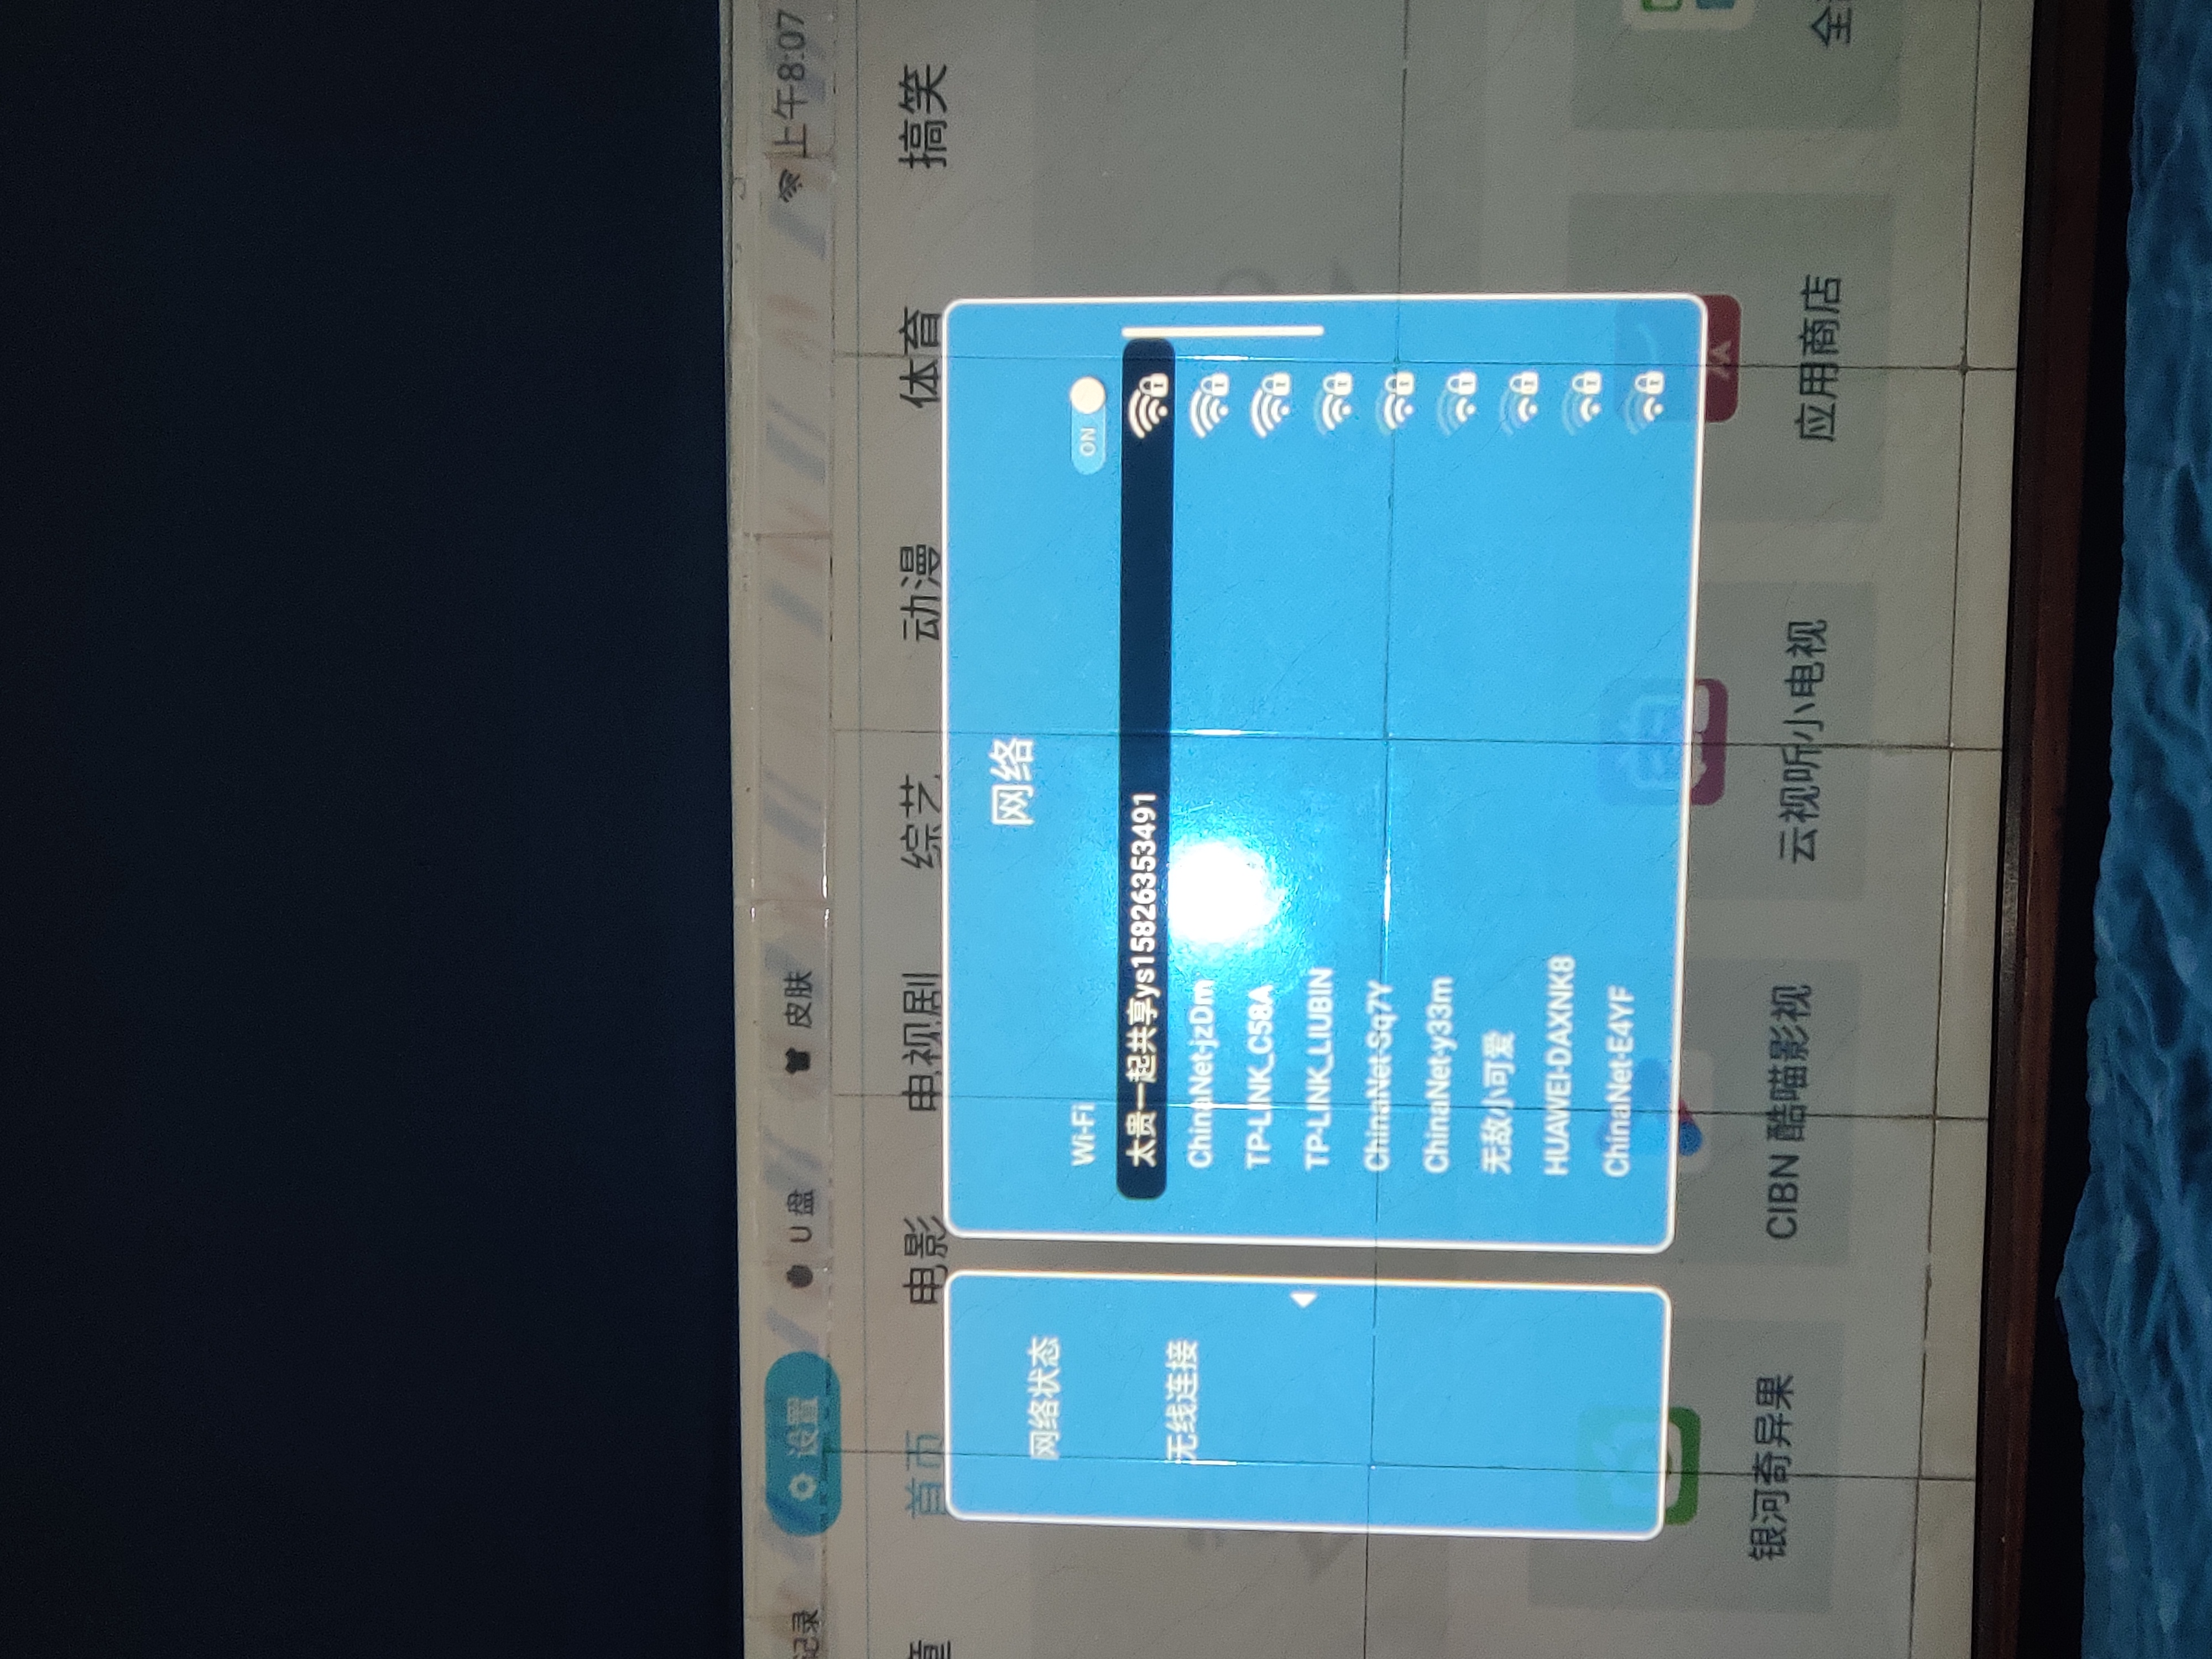 记录 设置 U 盘 皮肤 上午8:07
童 首页 电影 电视剧 综艺 动漫 体育 搞笑
网络状态
无线连接
网络
Wi-Fi ON
太贵一起共享ys15826353491
ChinaNet-jzDm
TP-LINK_C58A
TP-LINK_LIUBIN
ChinaNet-Sq7Y
ChinaNet-y33m
无敌小可爱
HUAWEI-DAXNK8
ChinaNet-E4YF
银河奇异果 CIBN 酷喵影视 云视听小电视 应用商店 全